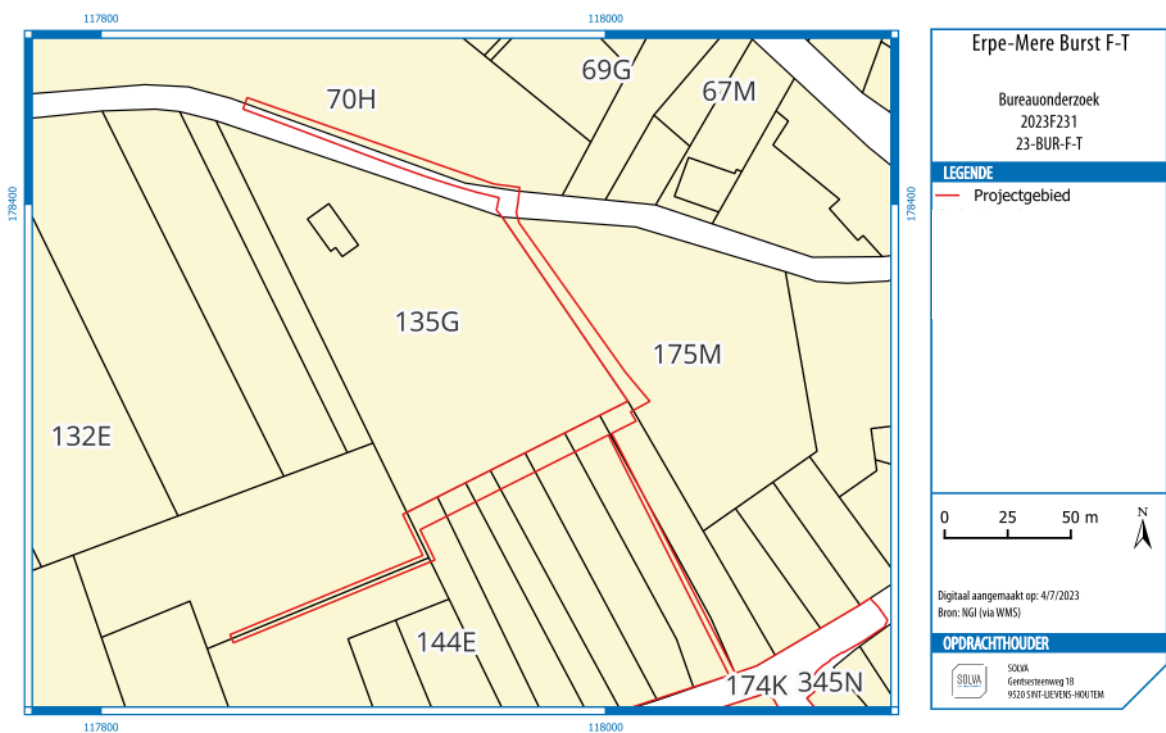 117800
118000
178400
178400
69G
67M
70H
135G
175M
132E
144E
174K
345N
117800
118000
Erpe-Mere Burst F-T
Bureauonderzoek
2023F231
23-BUR-F-T
LEGENDE
Projectgebied
0 25 50 m
N
Digitaal aangemaakt op: 4/7/2023
Bron: NGI (via WMS)
OPDRACHTHOUDER
SOLVA
SOLVA
Gentsesteenweg 1B
9520 SINT-LIEVENS-HOUTEM